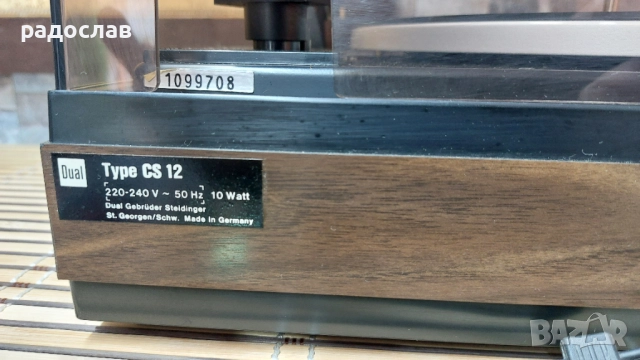 радослав
1099708
Dual
Type CS 12
220-240 V ~ 50 Hz 10 Watt
Dual Gebrüder Steidinger
St. Georgen/Schw. Made in Germany
BAZAR